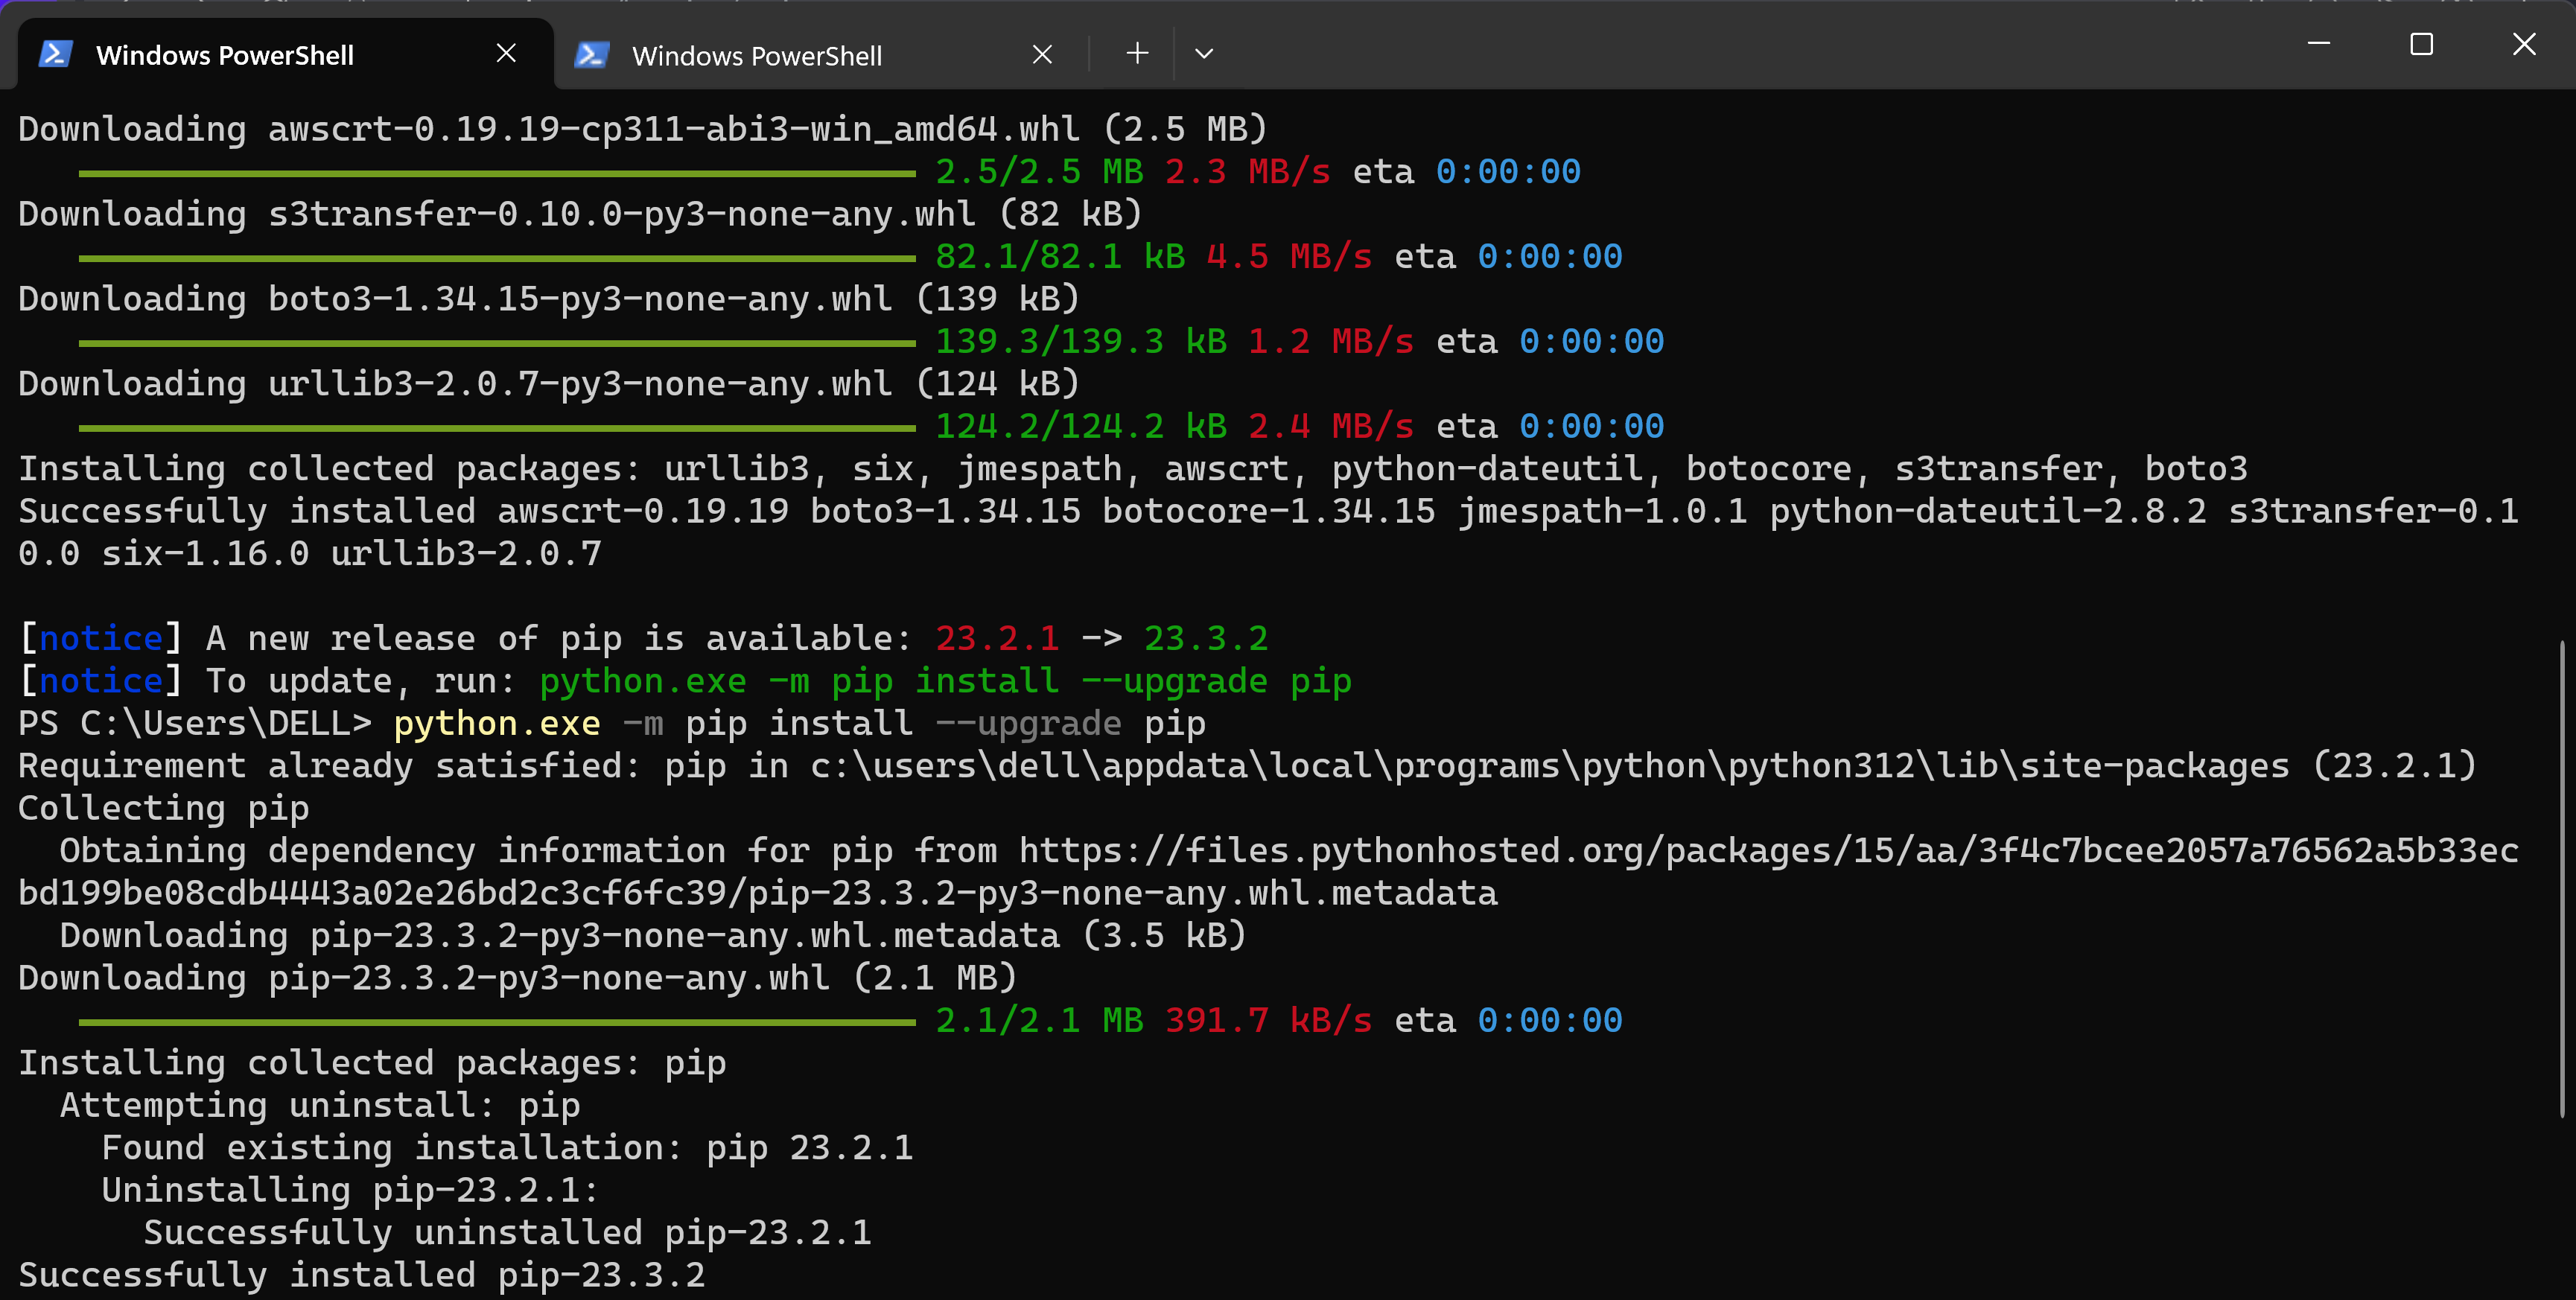 Windows PowerShell
Windows PowerShell
Downloading awscrt-0.19.19-cp311-abi3-win_amd64.whl (2.5 MB)
2.5/2.5 MB 2.3 MB/s eta 0:00:00
Downloading s3transfer-0.10.0-py3-none-any.whl (82 kB)
82.1/82.1 kB 4.5 MB/s eta 0:00:00
Downloading boto3-1.34.15-py3-none-any.whl (139 kB)
139.3/139.3 kB 1.2 MB/s eta 0:00:00
Downloading urllib3-2.0.7-py3-none-any.whl (124 kB)
124.2/124.2 kB 2.4 MB/s eta 0:00:00
Installing collected packages: urllib3, six, jmespath, awscrt, python-dateutil, botocore, s3transfer, boto3
Successfully installed awscrt-0.19.19 boto3-1.34.15 botocore-1.34.15 jmespath-1.0.1 python-dateutil-2.8.2 s3transfer-0.1
0.0 six-1.16.0 urllib3-2.0.7
[notice] A new release of pip is available: 23.2.1 -> 23.3.2
[notice] To update, run: python.exe -m pip install --upgrade pip
PS C:\Users\DELL> python.exe -m pip install --upgrade pip
Requirement already satisfied: pip in c:\users\dell\appdata\local\programs\python\python312\lib\site-packages (23.2.1)
Collecting pip
  Obtaining dependency information for pip from https://files.pythonhosted.org/packages/15/aa/3f4c7bcee2057a76562a5b33ec
bd199be08cdb4443a02e26bd2c3cf6fc39/pip-23.3.2-py3-none-any.whl.metadata
  Downloading pip-23.3.2-py3-none-any.whl.metadata (3.5 kB)
Downloading pip-23.3.2-py3-none-any.whl (2.1 MB)
2.1/2.1 MB 391.7 kB/s eta 0:00:00
Installing collected packages: pip
  Attempting uninstall: pip
    Found existing installation: pip 23.2.1
    Uninstalling pip-23.2.1:
      Successfully uninstalled pip-23.2.1
Successfully installed pip-23.3.2